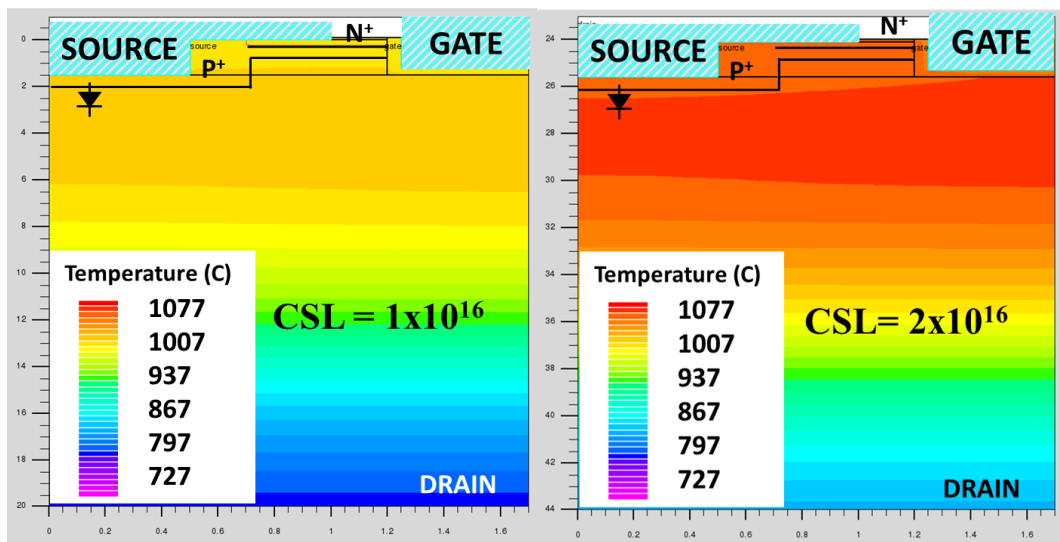 SOURCE
N⁺
GATE
source
gate
P⁺
0
2
4
6
8
10
12
14
16
18
20
Temperature (C)
1077
1007
937
867
797
727
CSL = 1x10¹⁶
DRAIN
0
0.2
0.4
0.6
0.8
1
1.2
1.4
1.6
SOURCE
N⁺
GATE
source
gate
P⁺
24
26
28
30
32
34
36
38
40
42
44
Temperature (C)
1077
1007
937
867
797
727
CSL= 2x10¹⁶
DRAIN
0
0.2
0.4
0.6
0.8
1
1.2
1.4
1.6